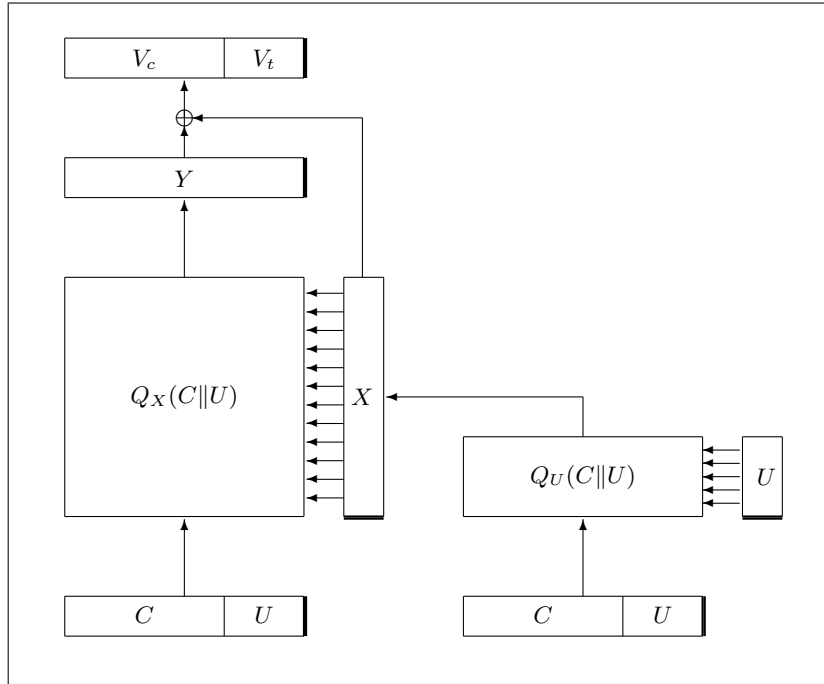 V_c V_t
⊕
Y
Q_X(C‖U)
X
Q_U(C‖U)
U
C U
C U